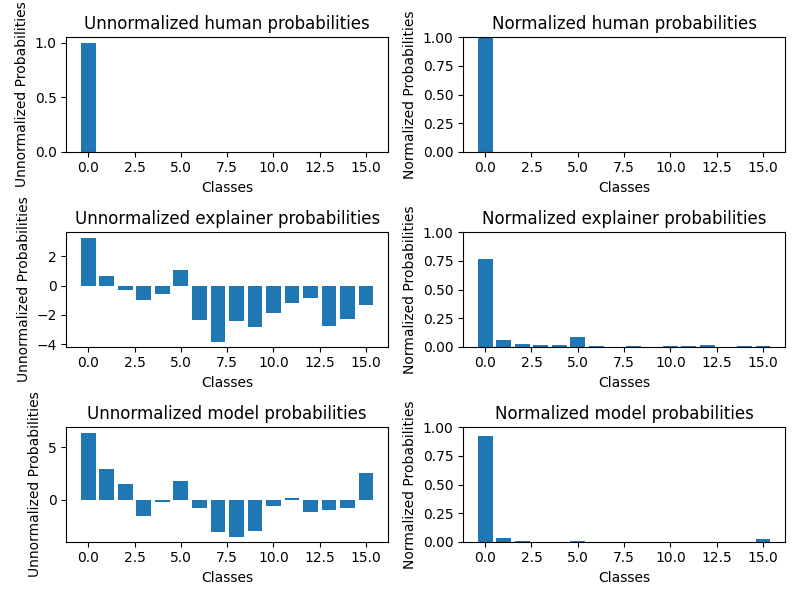 Unnormalized human probabilities
Unnormalized Probabilities
1.0
0.5
0.0
0.0 2.5 5.0 7.5 10.0 12.5 15.0
Classes
Normalized human probabilities
Normalized Probabilities
1.00
0.75
0.50
0.25
0.00
0.0 2.5 5.0 7.5 10.0 12.5 15.0
Classes
Unnormalized explainer probabilities
Unnormalized Probabilities
2
0
−2
−4
0.0 2.5 5.0 7.5 10.0 12.5 15.0
Classes
Normalized explainer probabilities
Normalized Probabilities
1.00
0.75
0.50
0.25
0.00
0.0 2.5 5.0 7.5 10.0 12.5 15.0
Classes
Unnormalized model probabilities
Unnormalized Probabilities
5
0
0.0 2.5 5.0 7.5 10.0 12.5 15.0
Classes
Normalized model probabilities
Normalized Probabilities
1.00
0.75
0.50
0.25
0.00
0.0 2.5 5.0 7.5 10.0 12.5 15.0
Classes